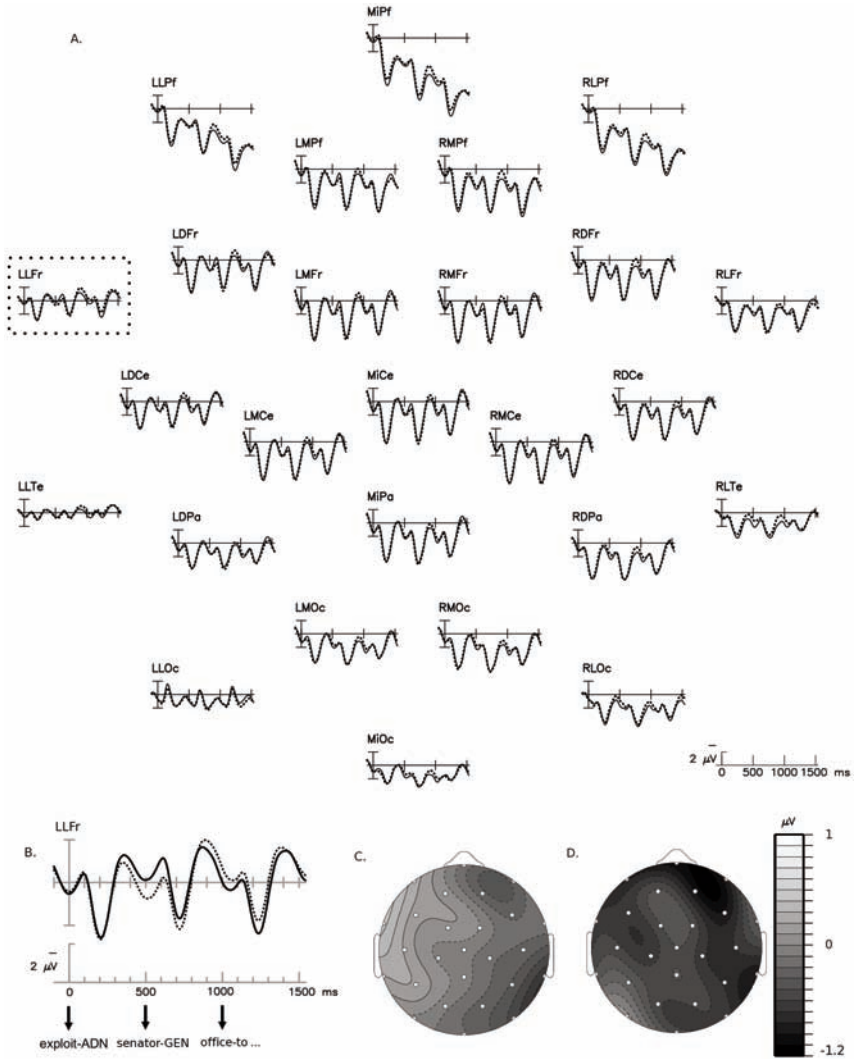 A.
MiPf
LLPf
RLPf
LMPf
RMPf
LDFr
RDFr
LLFr
LMFr
RMFr
RLFr
LDCe
MiCe
RDCe
LMCe
RMCe
LLTe
MiPa
RLTe
LDPa
RDPa
LMOc
RMOc
LLOc
RLOc
MiOc
2 µV
0 500 1000 1500 ms
B.
LLFr
2 µV
0 500 1000 1500 ms
exploit-ADN senator-GEN office-to ...
C.
D.
µV
1
0
-1.2